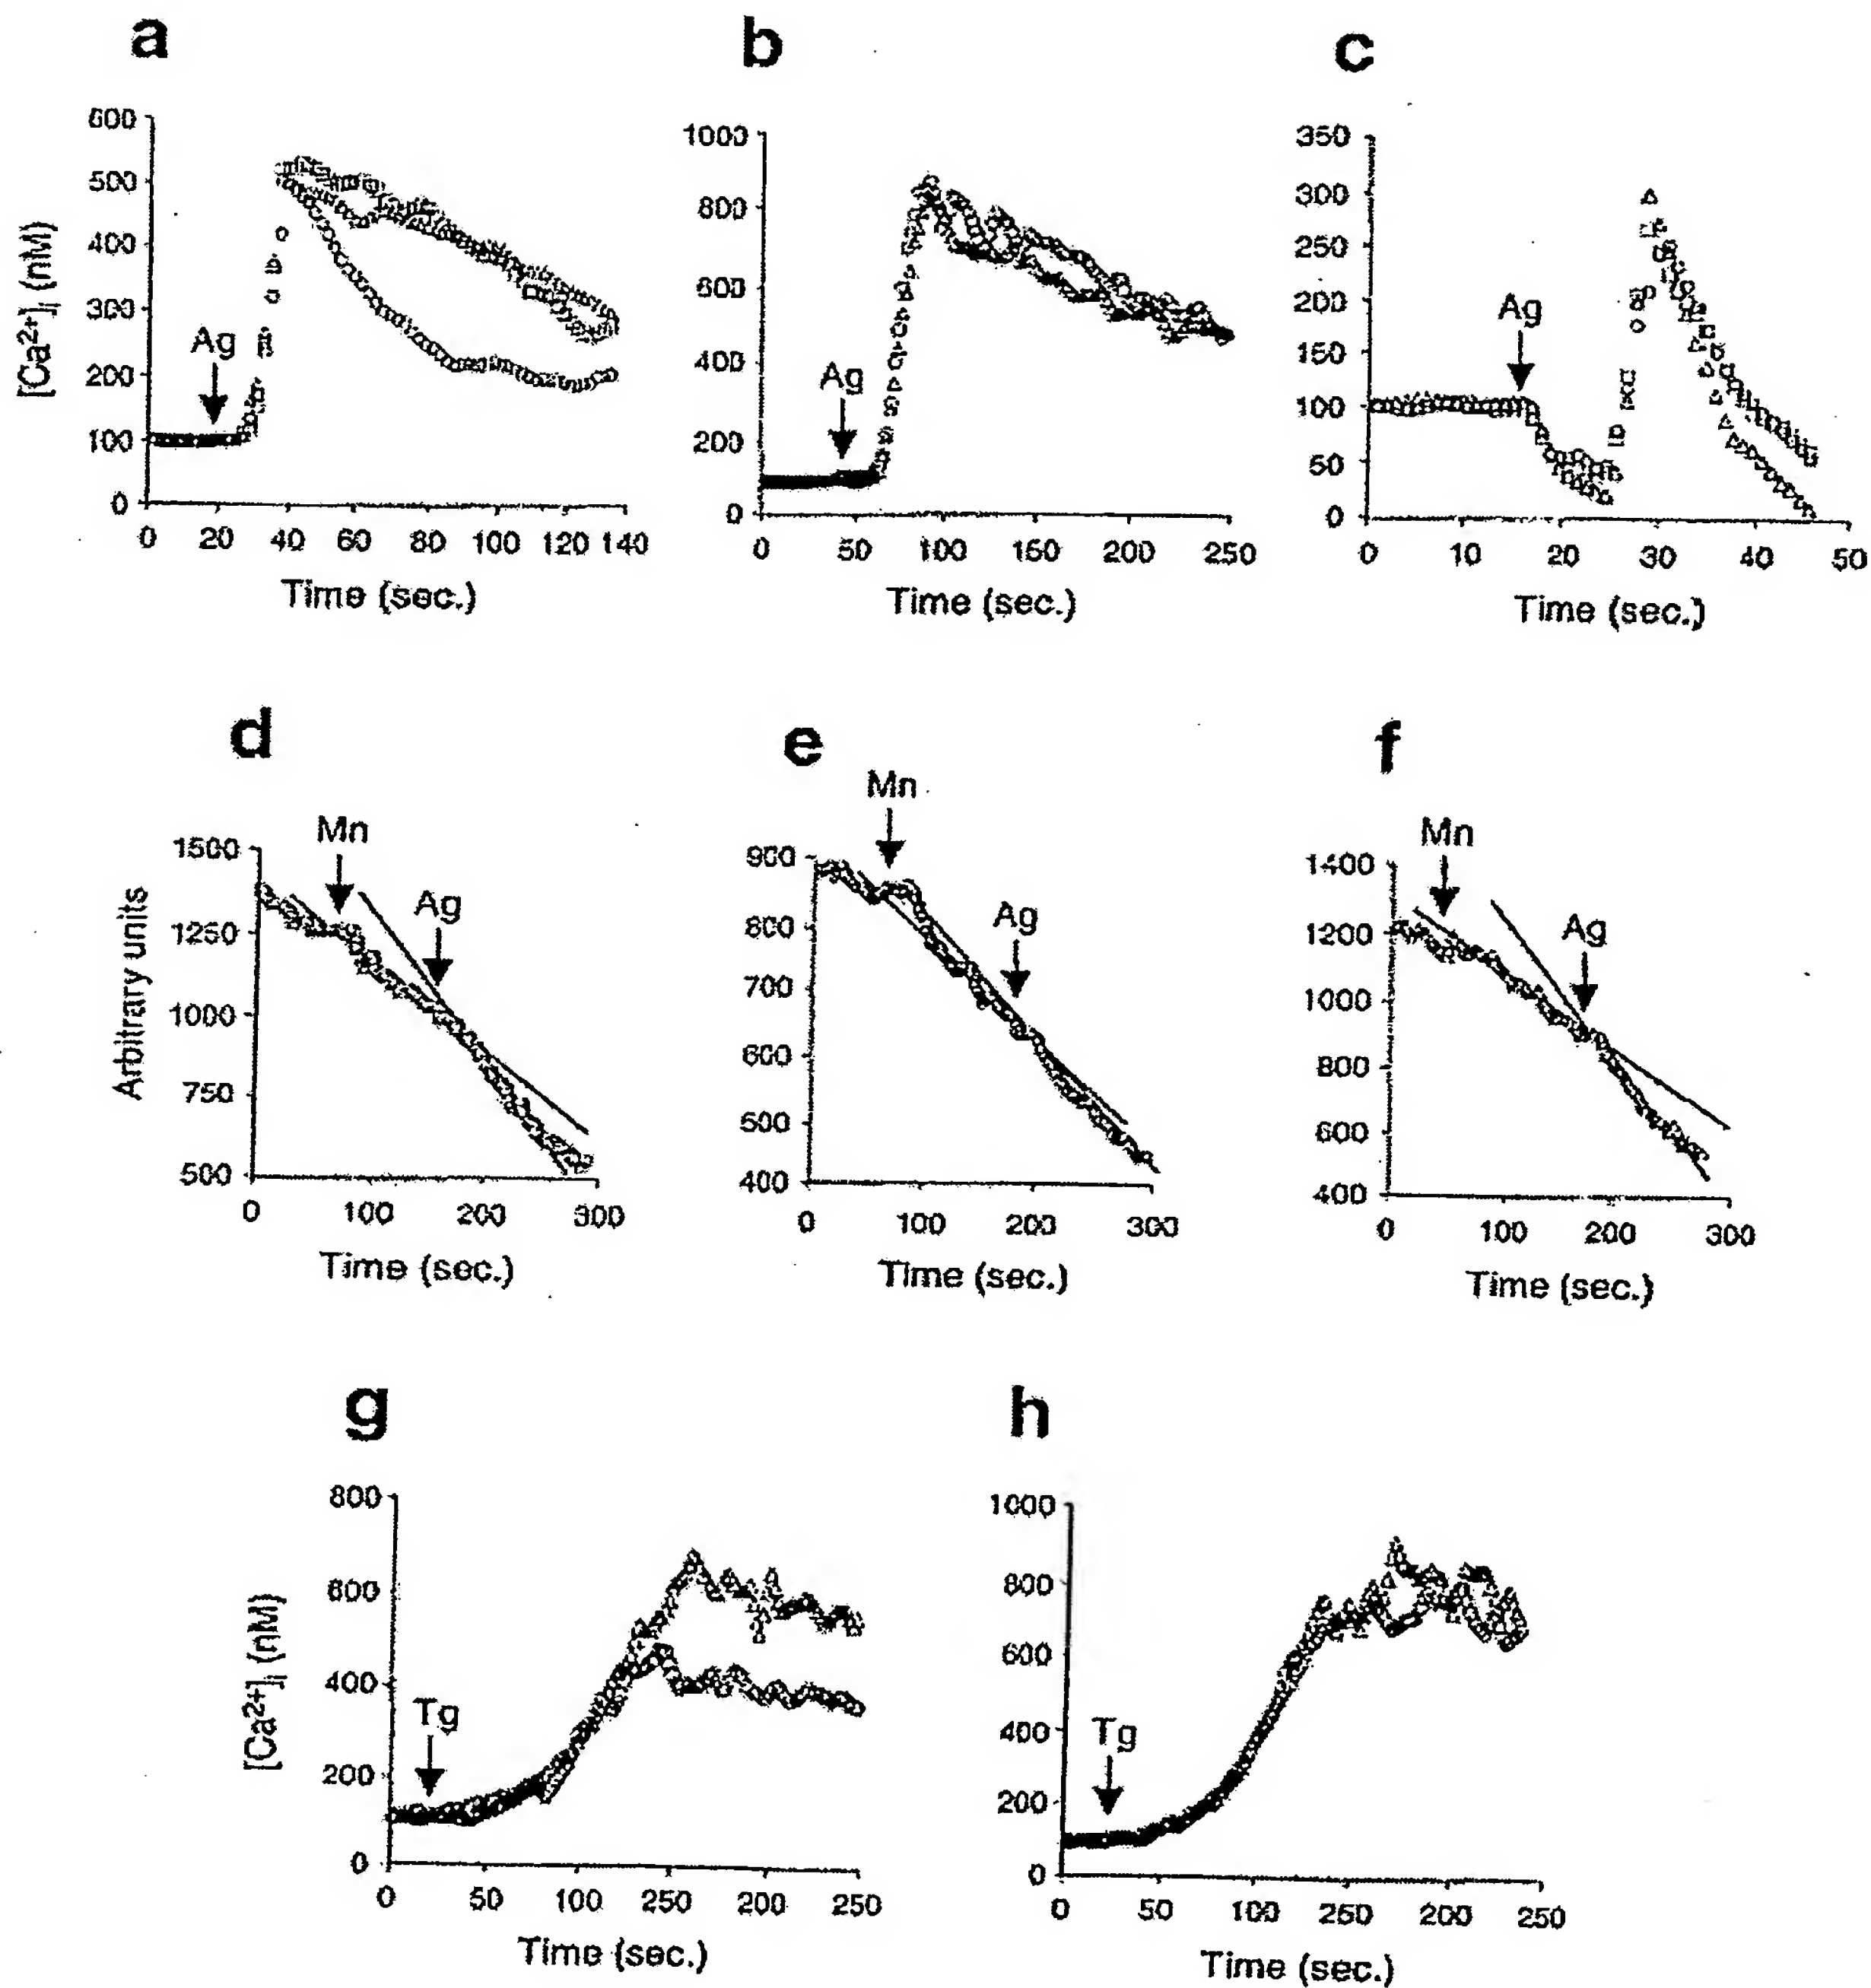 a
b
c
600
500
400
300
200
100
0
[Ca2+]i (nM)
Ag
0 20 40 60 80 100 120 140
Time (sec.)
1000
800
600
400
200
0
Ag
0 50 100 150 200 250
Time (sec.)
350
300
250
200
150
100
50
0
Ag
0 10 20 30 40 50
Time (sec.)
d
e
f
Mn
Ag
1500
1250
1000
750
500
Arbitrary units
0 100 200 300
Time (sec.)
Mn
Ag
900
800
700
600
500
400
0 100 200 300
Time (sec.)
Mn
Ag
1400
1200
1000
800
600
400
0 100 200 300
Time (sec.)
g
h
800
600
400
200
0
[Ca2+]i (nM)
Tg
0 50 100 250 200 250
Time (sec.)
1000
800
600
400
200
0
Tg
0 50 100 250 200 250
Time (sec.)